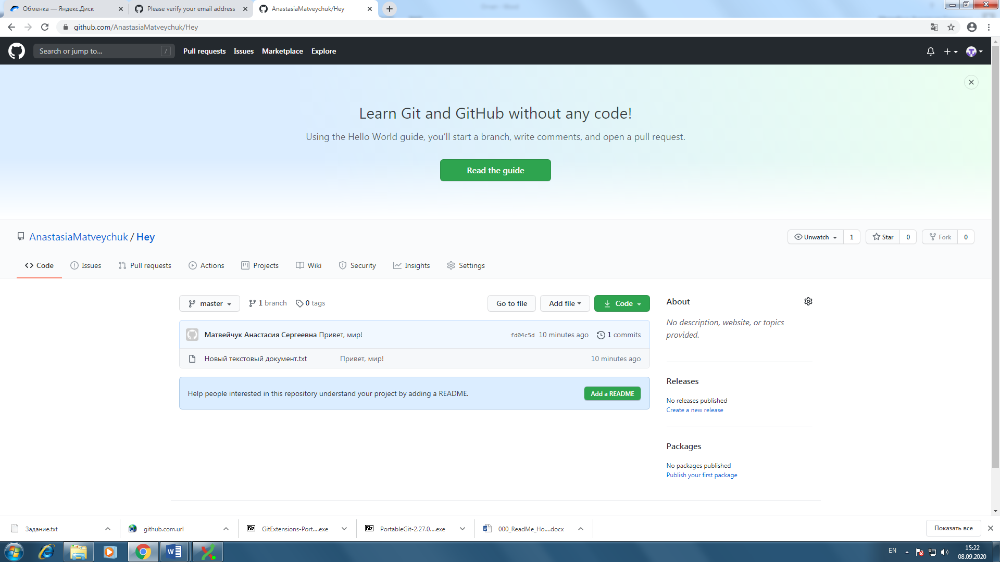 Обменка — Яндекс.Диск
Please verify your email address
AnastasiaMatveychuk/Hey
github.com/AnastasiaMatveychuk/Hey
Search or jump to... /
Pull requests Issues Marketplace Explore
Learn Git and GitHub without any code!
Using the Hello World guide, you’ll start a branch, write comments, and open a pull request.
Read the guide
AnastasiaMatveychuk / Hey
Unwatch 1 Star 0 Fork 0
Code Issues Pull requests Actions Projects Wiki Security Insights Settings
master 1 branch 0 tags Go to file Add file Code
Матвейчук Анастасия Сергеевна Привет, мир! fd04c5d 10 minutes ago 1 commits
Новый текстовый документ.txt Привет, мир! 10 minutes ago
Help people interested in this repository understand your project by adding a README. Add a README
About
No description, website, or topics
provided.
Releases
No releases published
Create a new release
Packages
No packages published
Publish your first package
Задание.txt github.com.url GitExtensions-Port....exe PortableGit-2.27.0....exe 000_ReadMe_Ho....docx Показать все
EN 15:22
08.09.2020